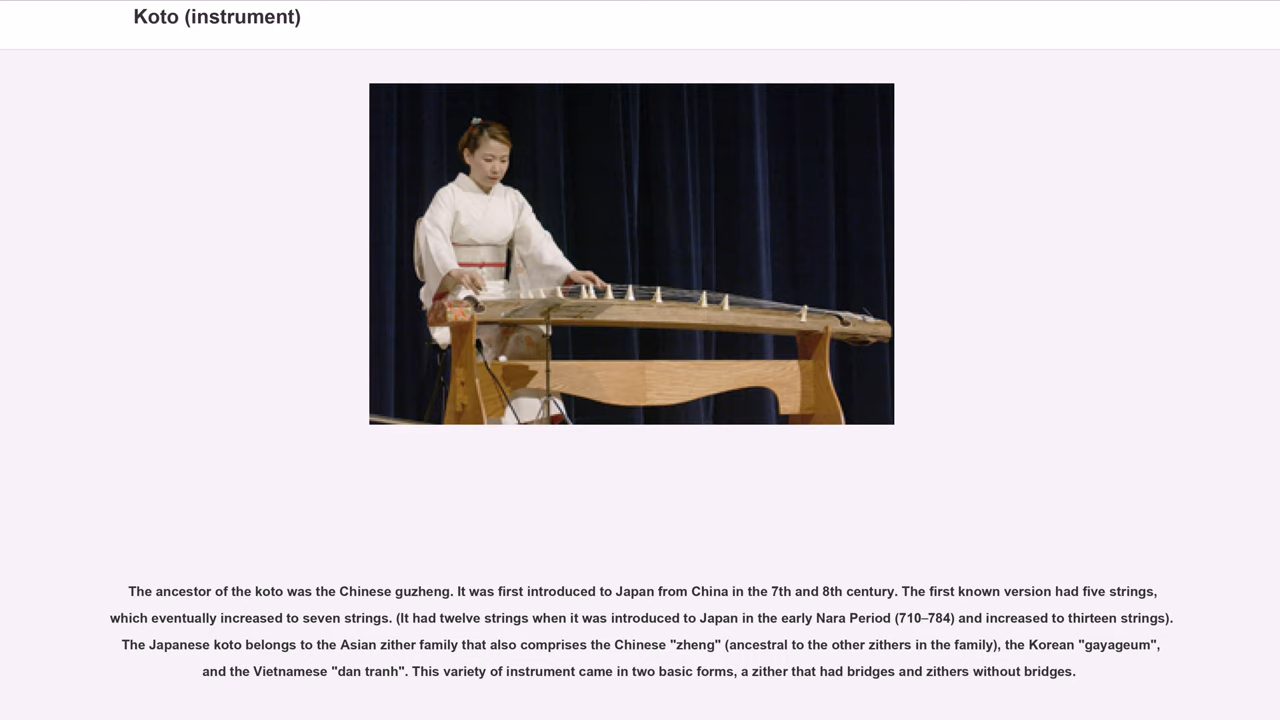 Koto (instrument)
The ancestor of the koto was the Chinese guzheng. It was first introduced to Japan from China in the 7th and 8th century. The first known version had five strings,
which eventually increased to seven strings. (It had twelve strings when it was introduced to Japan in the early Nara Period (710–784) and increased to thirteen strings).
The Japanese koto belongs to the Asian zither family that also comprises the Chinese "zheng" (ancestral to the other zithers in the family), the Korean "gayageum",
and the Vietnamese "dan tranh". This variety of instrument came in two basic forms, a zither that had bridges and zithers without bridges.